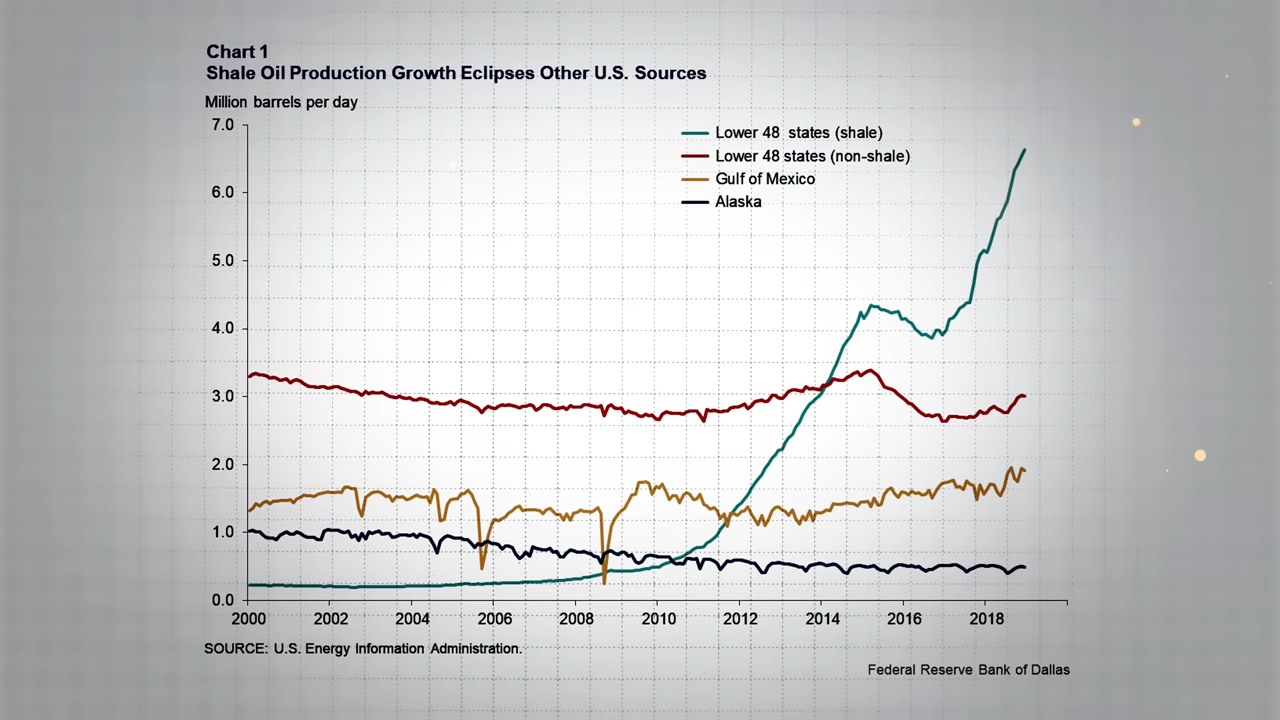 Chart 1
Shale Oil Production Growth Eclipses Other U.S. Sources
Million barrels per day
7.0
6.0
5.0
4.0
3.0
2.0
1.0
0.0
Lower 48 states (shale)
Lower 48 states (non-shale)
Gulf of Mexico
Alaska
2000 2002 2004 2006 2008 2010 2012 2014 2016 2018
SOURCE: U.S. Energy Information Administration.
Federal Reserve Bank of Dallas